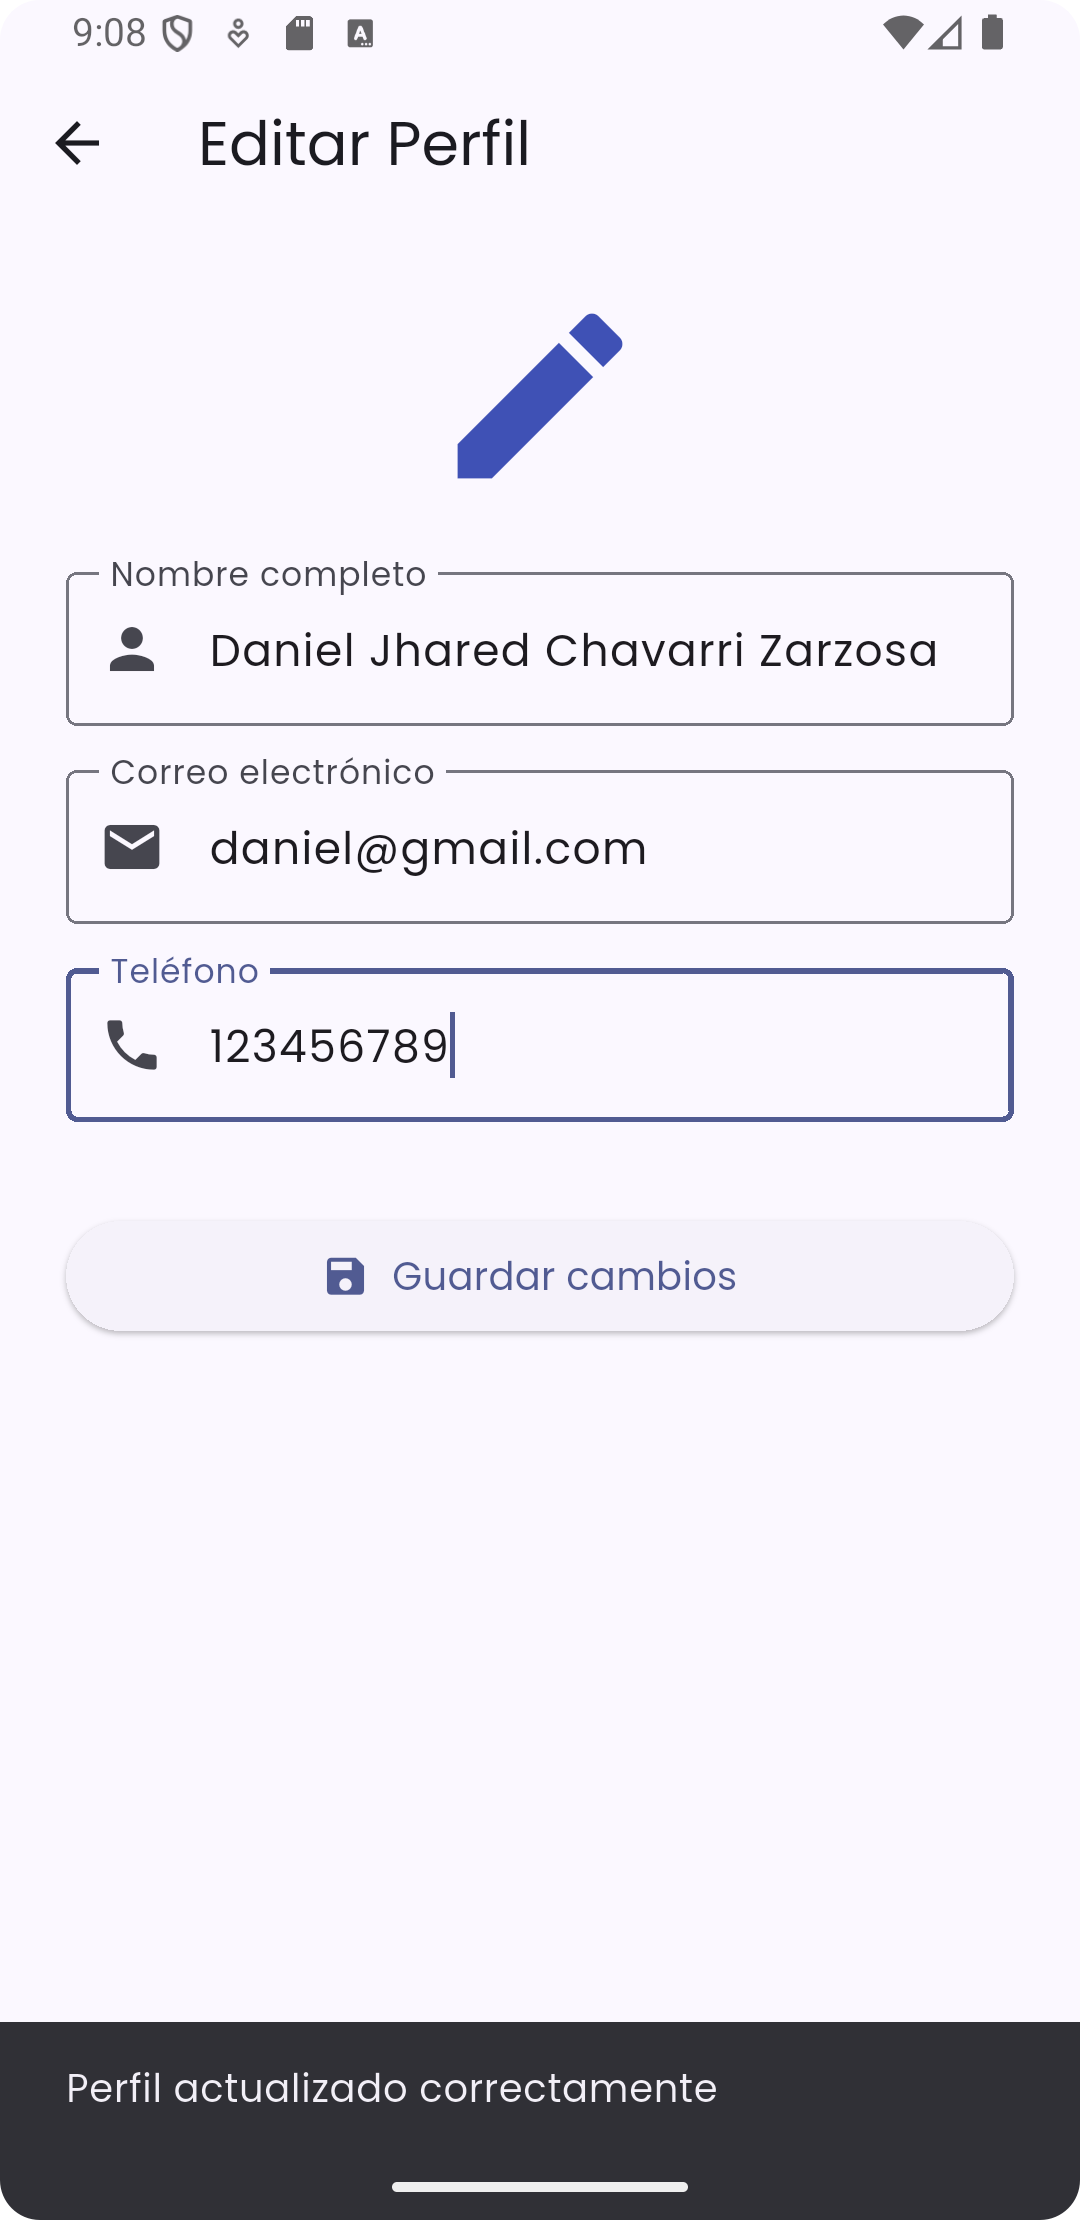 9:08
Editar Perfil
Nombre completo
Daniel Jhared Chavarri Zarzosa
Correo electrónico
daniel@gmail.com
Teléfono
123456789
Guardar cambios
Perfil actualizado correctamente